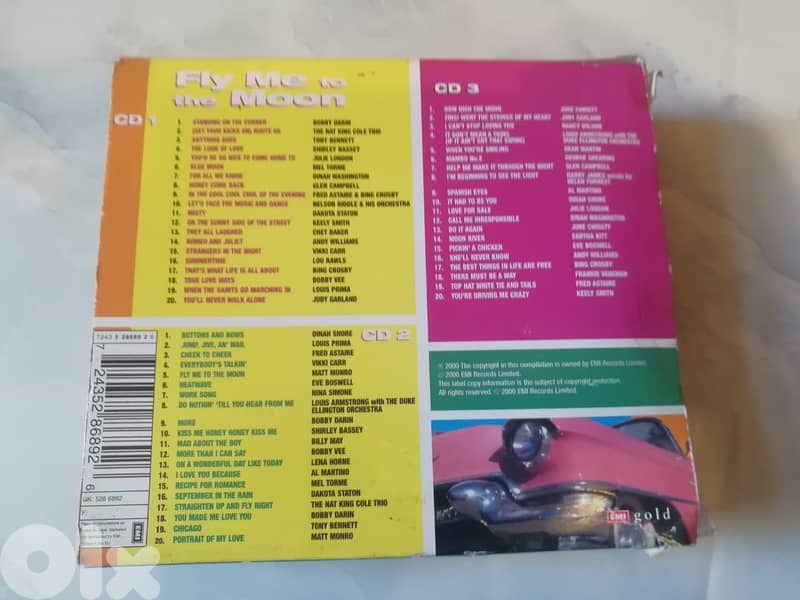 Fly Me to
the Moon
CD 1
1. STANDING ON THE CORNER BOBBY DARIN
2. (GET YOUR KICKS ON) ROUTE 66 THE NAT KING COLE TRIO
3. ANYTHING GOES TONY BENNETT
4. THE LOOK OF LOVE SHIRLEY BASSEY
5. YOU'D BE SO NICE TO COME HOME TO JULIE LONDON
6. BLUE MOON MEL TORME
7. FOR ALL WE KNOW DINAH WASHINGTON
8. HONEY COME BACK GLEN CAMPBELL
9. IN THE COOL COOL COOL OF THE EVENING FRED ASTAIRE & BING CROSBY
10. LET'S FACE THE MUSIC AND DANCE NELSON RIDDLE & HIS ORCHESTRA
11. MISTY DAKOTA STATON
12. ON THE SUNNY SIDE OF THE STREET KEELY SMITH
13. THEY ALL LAUGHED CHET BAKER
14. ROMEO AND JULIET ANDY WILLIAMS
15. STRANGERS IN THE NIGHT VIKKI CARR
16. SUMMERTIME LOU RAWLS
17. THAT'S WHAT LIFE IS ALL ABOUT BING CROSBY
18. TRUE LOVE WAYS BOBBY VEE
19. WHEN THE SAINTS GO MARCHING IN LOUIS PRIMA
20. YOU'LL NEVER WALK ALONE JUDY GARLAND
CD 2
1. BUTTONS AND BOWS DINAH SHORE
2. JUMP, JIVE, AN' WAIL LOUIS PRIMA
3. CHEEK TO CHEEK FRED ASTAIRE
4. EVERYBODY'S TALKIN' VIKKI CARR
5. FLY ME TO THE MOON MATT MONRO
6. HEATWAVE EVE BOSWELL
7. WORK SONG NINA SIMONE
8. DO NOTHIN' 'TILL YOU HEAR FROM ME LOUIS ARMSTRONG with THE DUKE
ELLINGTON ORCHESTRA
9. MORE BOBBY DARIN
10. KISS ME HONEY HONEY KISS ME SHIRLEY BASSEY
11. MAD ABOUT THE BOY BILLY MAY
12. MORE THAN I CAN SAY BOBBY VEE
13. ON A WONDERFUL DAY LIKE TODAY LENA HORNE
14. I LOVE YOU BECAUSE AL MARTINO
15. RECIPE FOR ROMANCE MEL TORME
16. SEPTEMBER IN THE RAIN DAKOTA STATON
17. STRAIGHTEN UP AND FLY RIGHT THE NAT KING COLE TRIO
18. YOU MADE ME LOVE YOU BOBBY DARIN
19. CHICAGO TONY BENNETT
20. PORTRAIT OF MY LOVE MATT MONRO
7243 5 28689 2 6
7 24352 86892 6
UK: 528 6892
EMI
CD 3
1. HOW HIGH THE MOON JUNE CHRISTY
2. ZING! WENT THE STRINGS OF MY HEART JUDY GARLAND
3. I CAN'T STOP LOVING YOU NANCY WILSON
4. IT DON'T MEAN A THING LOUIS ARMSTRONG with THE
(IF IT AIN'T GOT THAT SWING) DUKE ELLINGTON ORCHESTRA
5. WHEN YOU'RE SMILING DEAN MARTIN
6. MAMBO No.2 GEORGE SHEARING
7. HELP ME MAKE IT THROUGH THE NIGHT GLEN CAMPBELL
8. I'M BEGINNING TO SEE THE LIGHT HARRY JAMES vocals by
HELEN FORREST
9. SPANISH EYES AL MARTINO
10. IT HAD TO BE YOU DINAH SHORE
11. LOVE FOR SALE JULIE LONDON
12. CALL ME IRRESPONSIBLE DINAH WASHINGTON
13. DO IT AGAIN JUNE CHRISTY
14. MOON RIVER EARTHA KITT
15. PICKIN' A CHICKEN EVE BOSWELL
16. SHE'LL NEVER KNOW ANDY WILLIAMS
17. THE BEST THINGS IN LIFE ARE FREE BING CROSBY
18. THERE MUST BE A WAY FRANKIE VAUGHAN
19. TOP HAT WHITE TIE AND TAILS FRED ASTAIRE
20. YOU'RE DRIVING ME CRAZY KEELY SMITH
℗ 2000 The copyright in this compilation is owned by EMI Records Limited.
© 2000 EMI Records Limited.
This label copy information is the subject of copyright protection.
All rights reserved. © 2000 EMI Records Limited.
EMI gold
olx